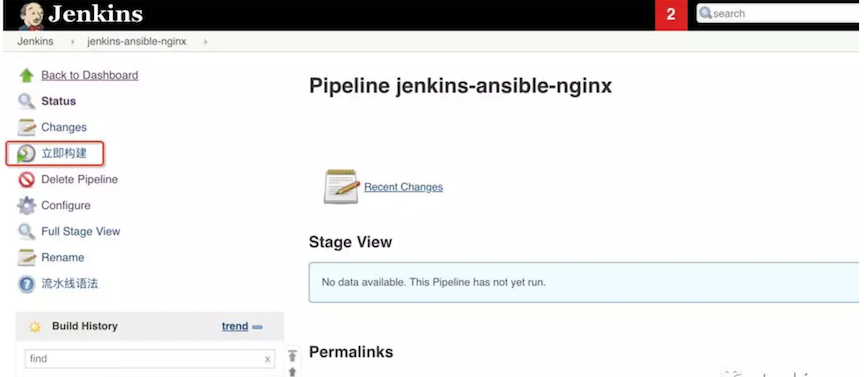 Jenkins
2
search
Jenkins
jenkins-ansible-nginx
Back to Dashboard
Status
Changes
立即构建
Delete Pipeline
Configure
Full Stage View
Rename
流水线语法
Build History
trend
find
x
Pipeline jenkins-ansible-nginx
Recent Changes
Stage View
No data available. This Pipeline has not yet run.
Permalinks